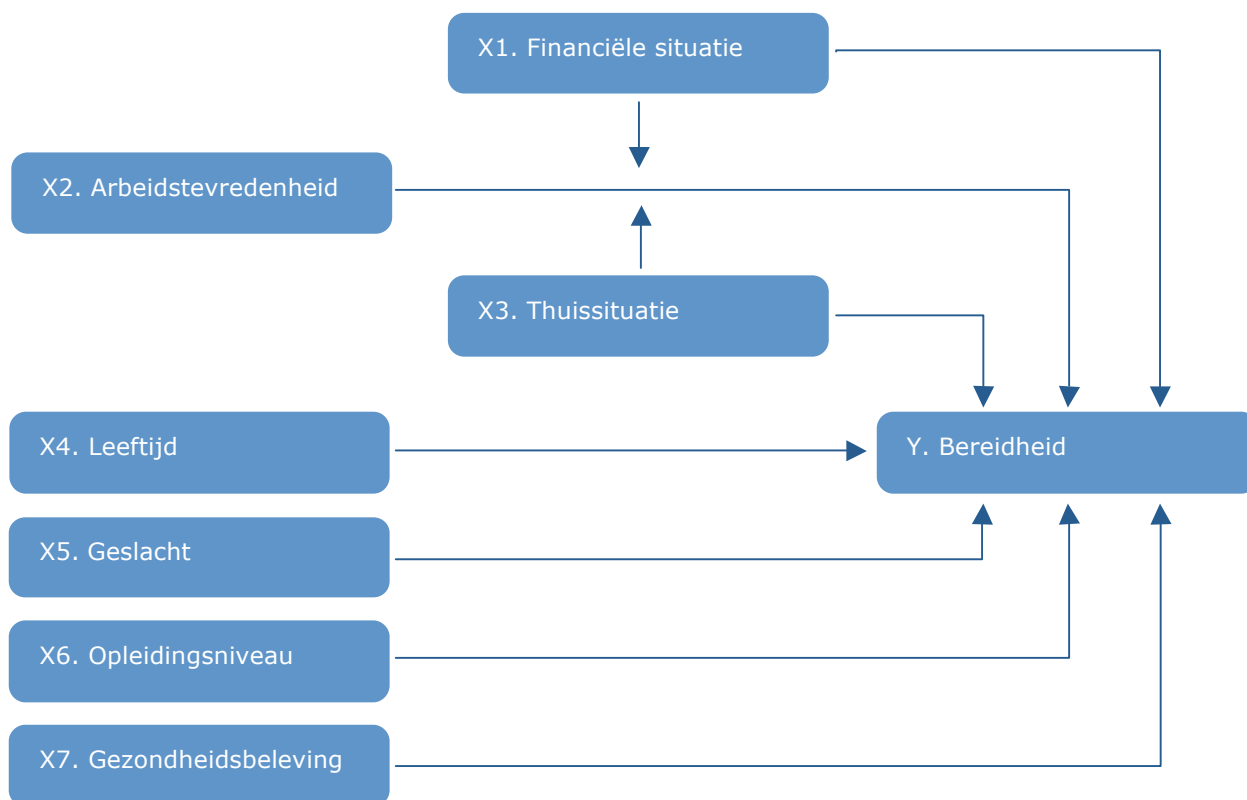 X1. Financiële situatie
X2. Arbeidstevredenheid
X3. Thuissituatie
X4. Leeftijd
Y. Bereidheid
X5. Geslacht
X6. Opleidingsniveau
X7. Gezondheidsbeleving